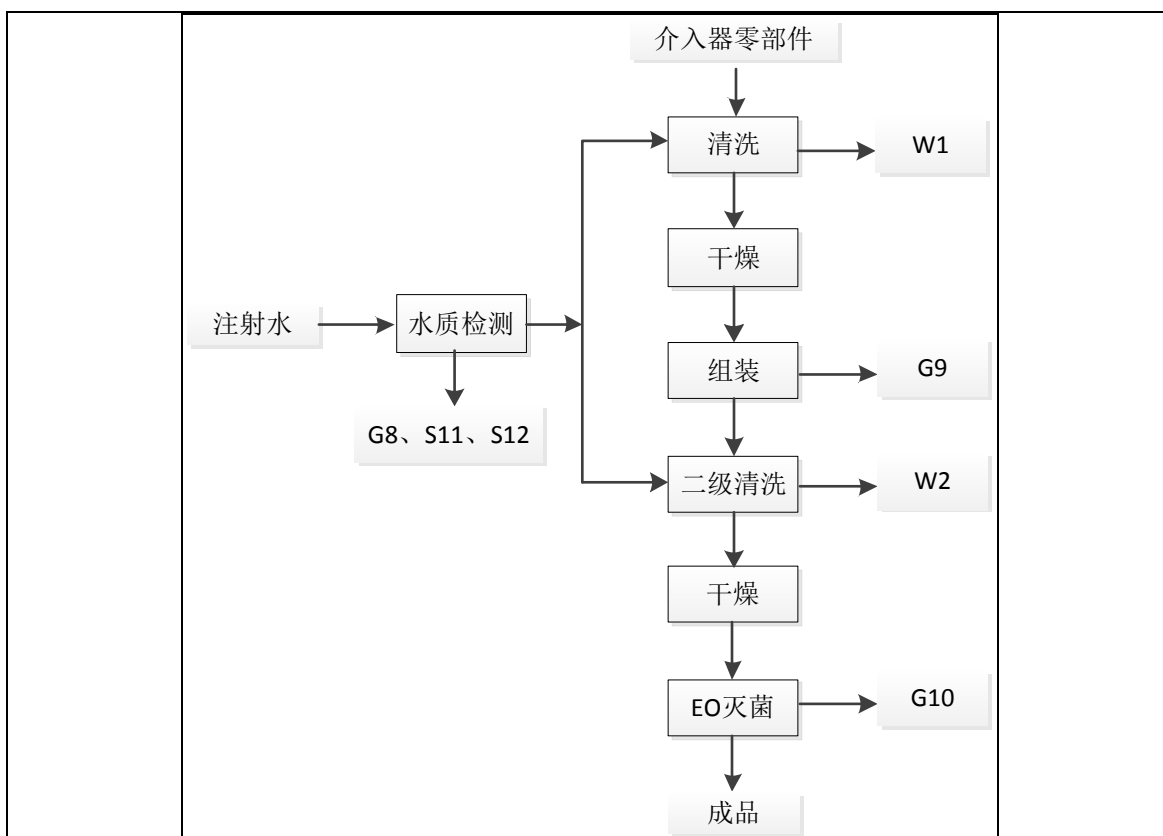 介入器零部件
清洗
W1
干燥
注射水
水质检测
组装
G9
G8、S11、S12
二级清洗
W2
干燥
EO灭菌
G10
成品